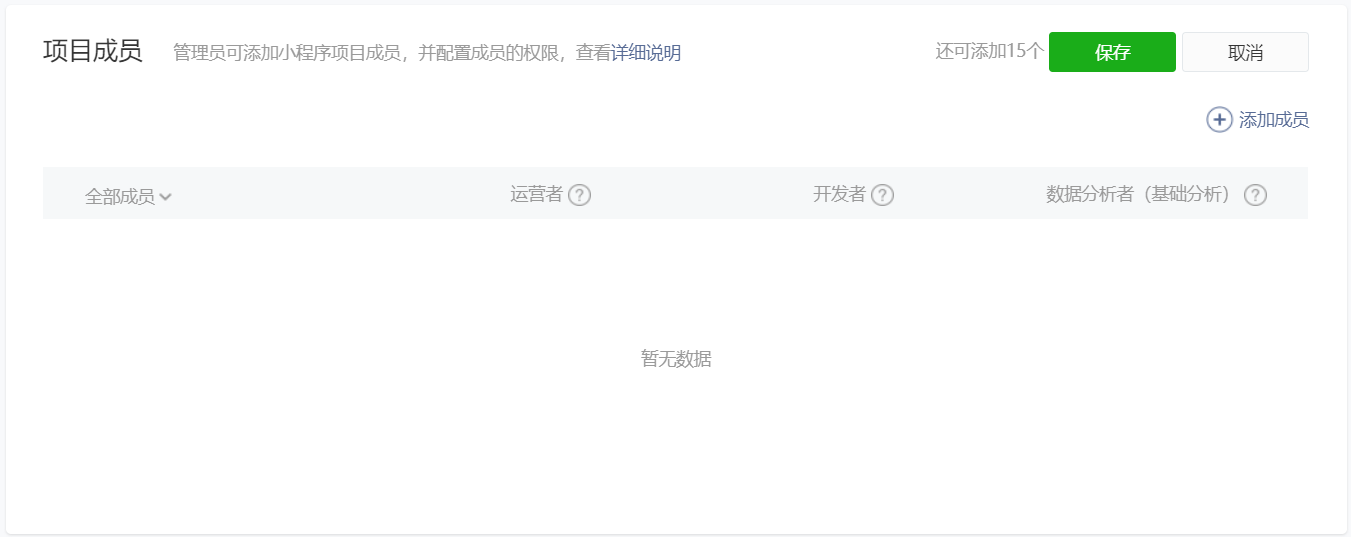 项目成员 管理员可添加小程序项目成员，并配置成员的权限，查看详细说明 还可添加15个 保存 取消
添加成员
全部成员 运营者 ? 开发者 ? 数据分析者（基础分析） ?
暂无数据